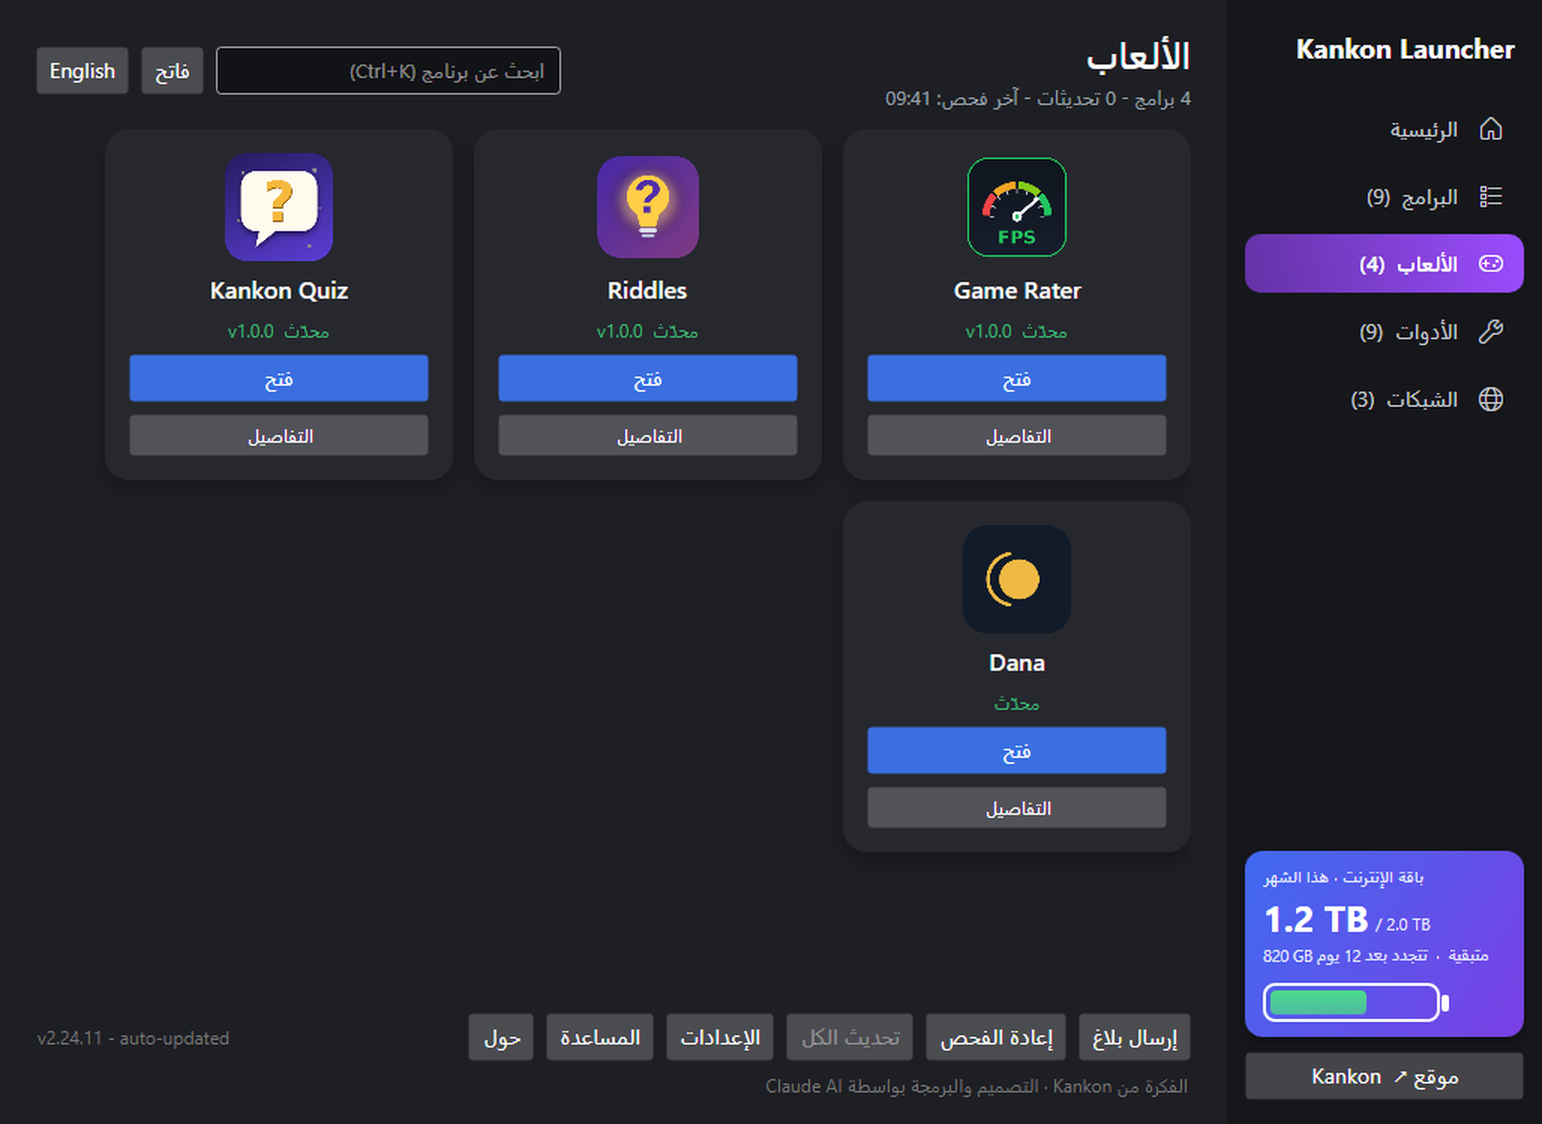 Kankon Launcher
الرئيسية
البرامج (9)
الألعاب (4)
الأدوات (9)
الشبكات (3)
باقة الإنترنت · هذا الشهر
1.2 TB / 2.0 TB
820 GB متبقية · تتجدد بعد 12 يوم
موقع Kankon ↗
الألعاب
4 برامج - 0 تحديثات - آخر فحص: 09:41
ابحث عن برنامج (Ctrl+K)
فاتح
English
FPS
Game Rater
محدّث v1.0.0
فتح
التفاصيل
?
Riddles
محدّث v1.0.0
فتح
التفاصيل
?
Kankon Quiz
محدّث v1.0.0
فتح
التفاصيل
Dana
محدّث
فتح
التفاصيل
إرسال بلاغ
إعادة الفحص
تحديث الكل
الإعدادات
المساعدة
حول
v2.24.11 - auto-updated
الفكرة من Kankon · التصميم والبرمجة بواسطة Claude AI